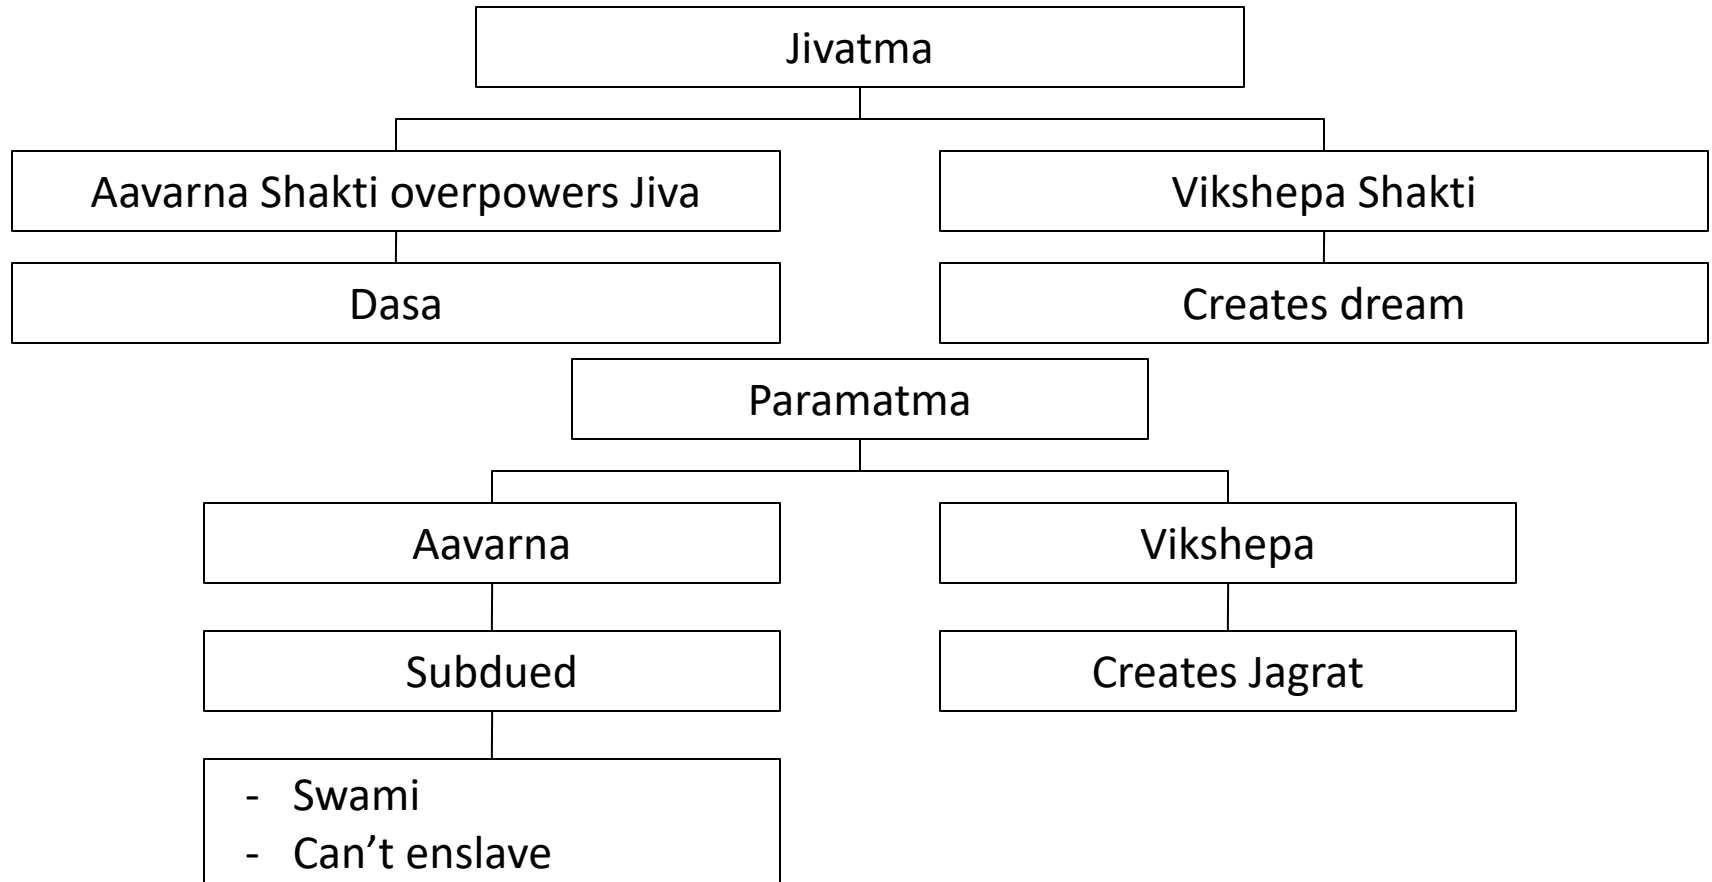 Jivatma
Aavarna Shakti overpowers Jiva
Vikshepa Shakti
Dasa
Creates dream
Paramatma
Aavarna
Vikshepa
Subdued
Creates Jagrat
- Swami
- Can’t enslave